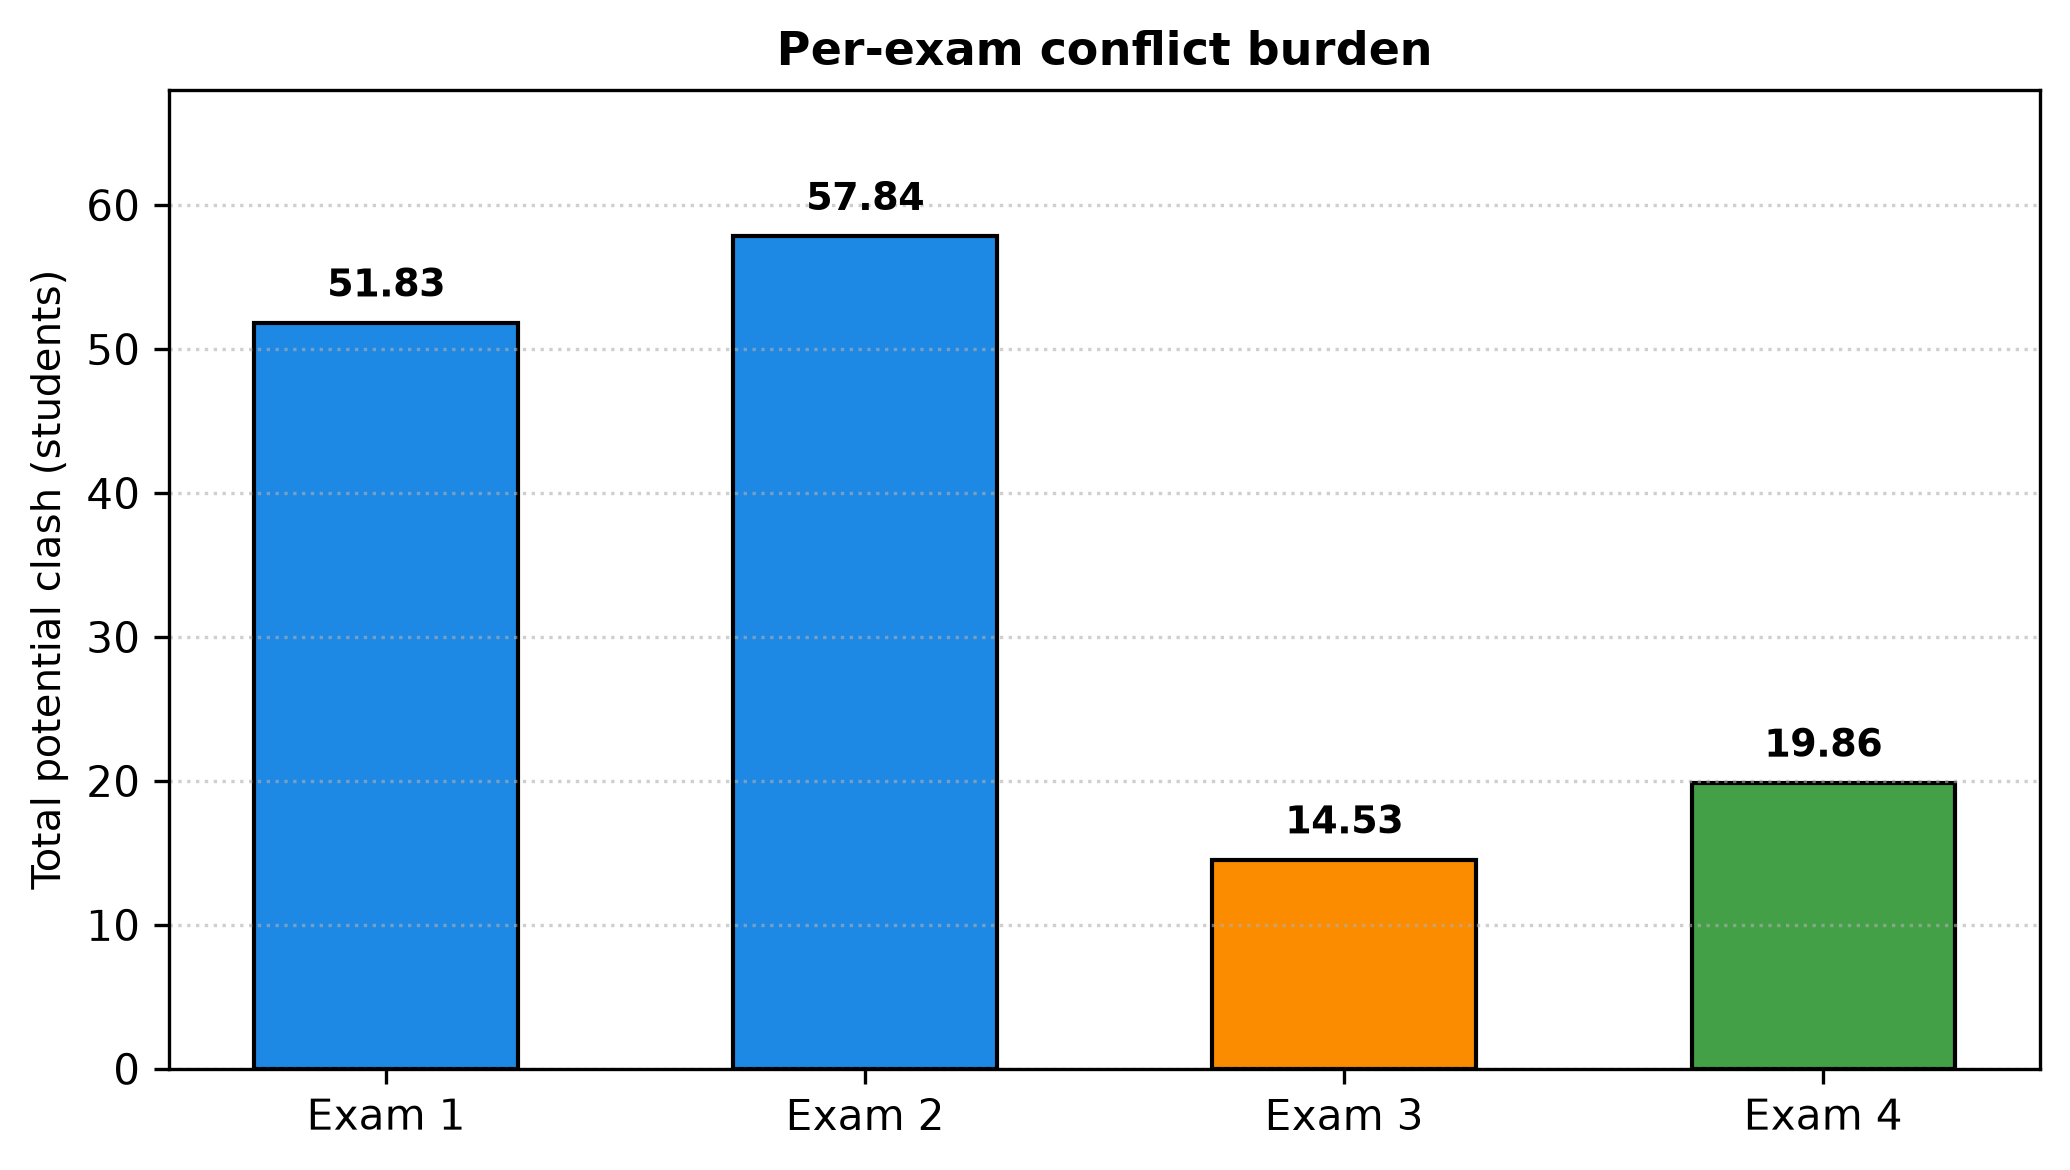 Per-exam conflict burden
Total potential clash (students)
60
50
40
30
20
10
0
51.83
57.84
14.53
19.86
Exam 1
Exam 2
Exam 3
Exam 4